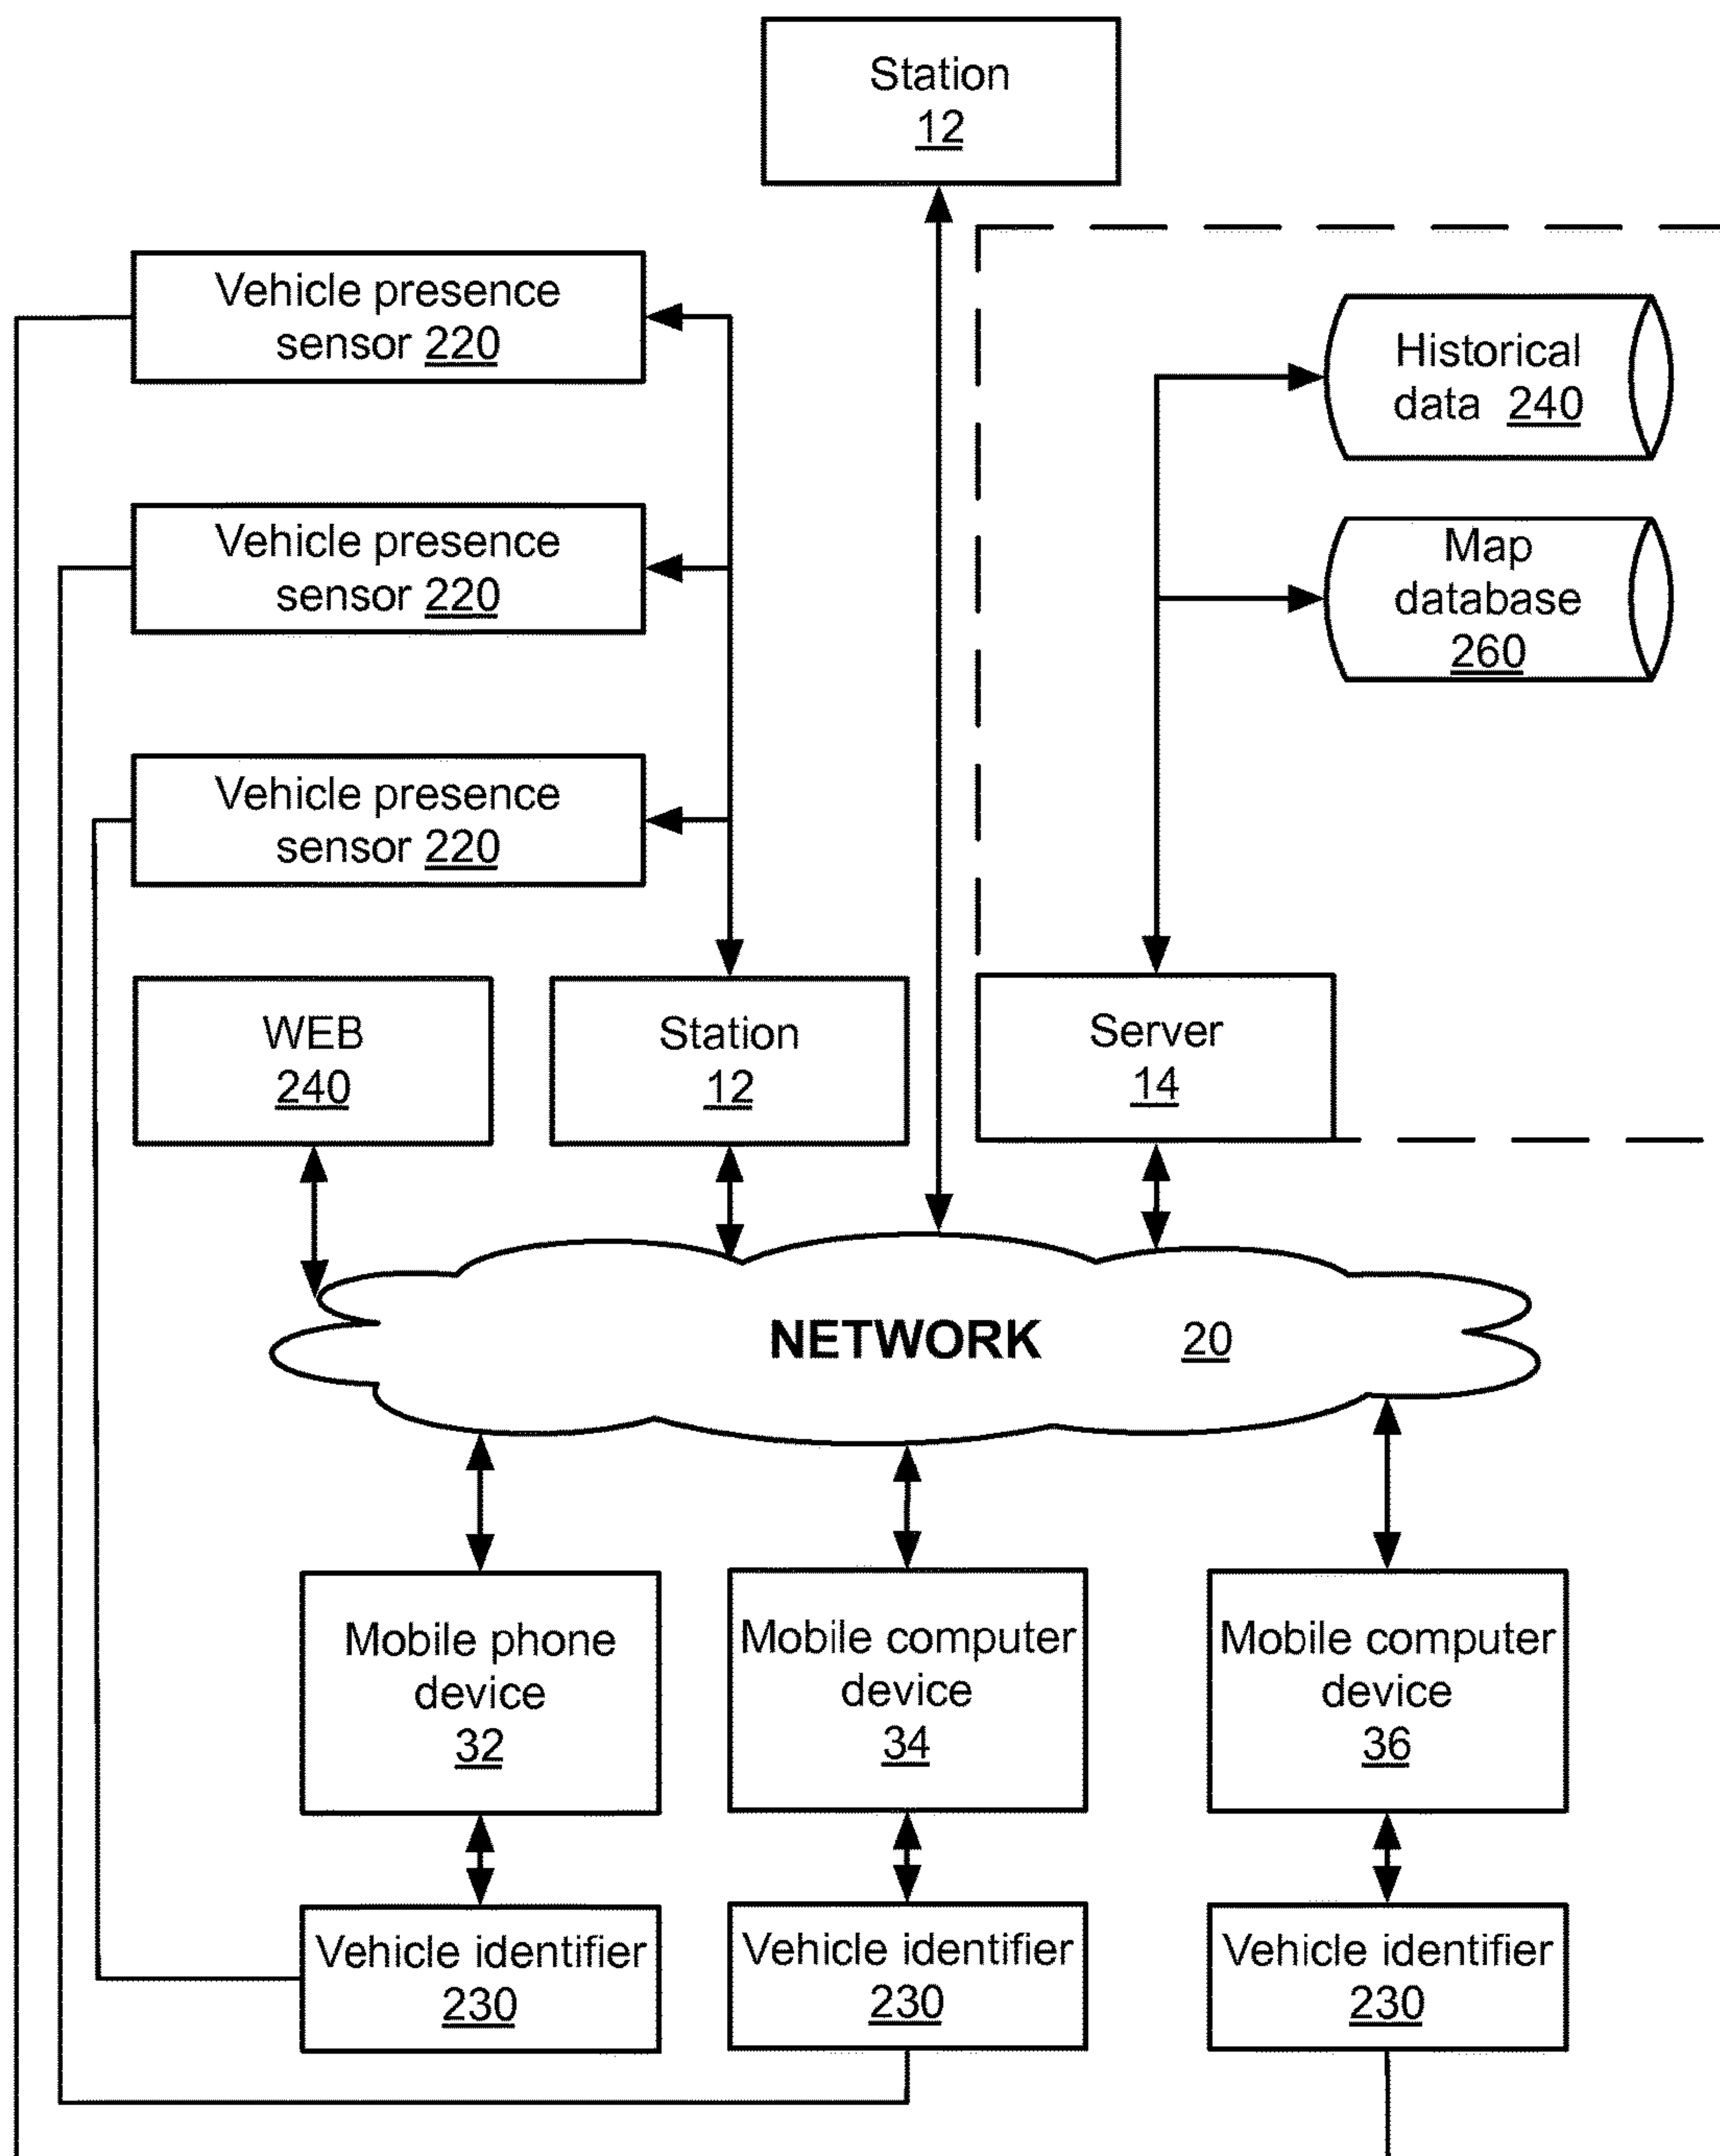 Station
12
Vehicle presence
sensor 220
Historical
data 240
Vehicle presence
sensor 220
Map
database
260
Vehicle presence
sensor 220
WEB
240
Station
12
Server
14
NETWORK 20
Mobile phone
device
32
Mobile computer
device
34
Mobile computer
device
36
Vehicle identifier
230
Vehicle identifier
230
Vehicle identifier
230